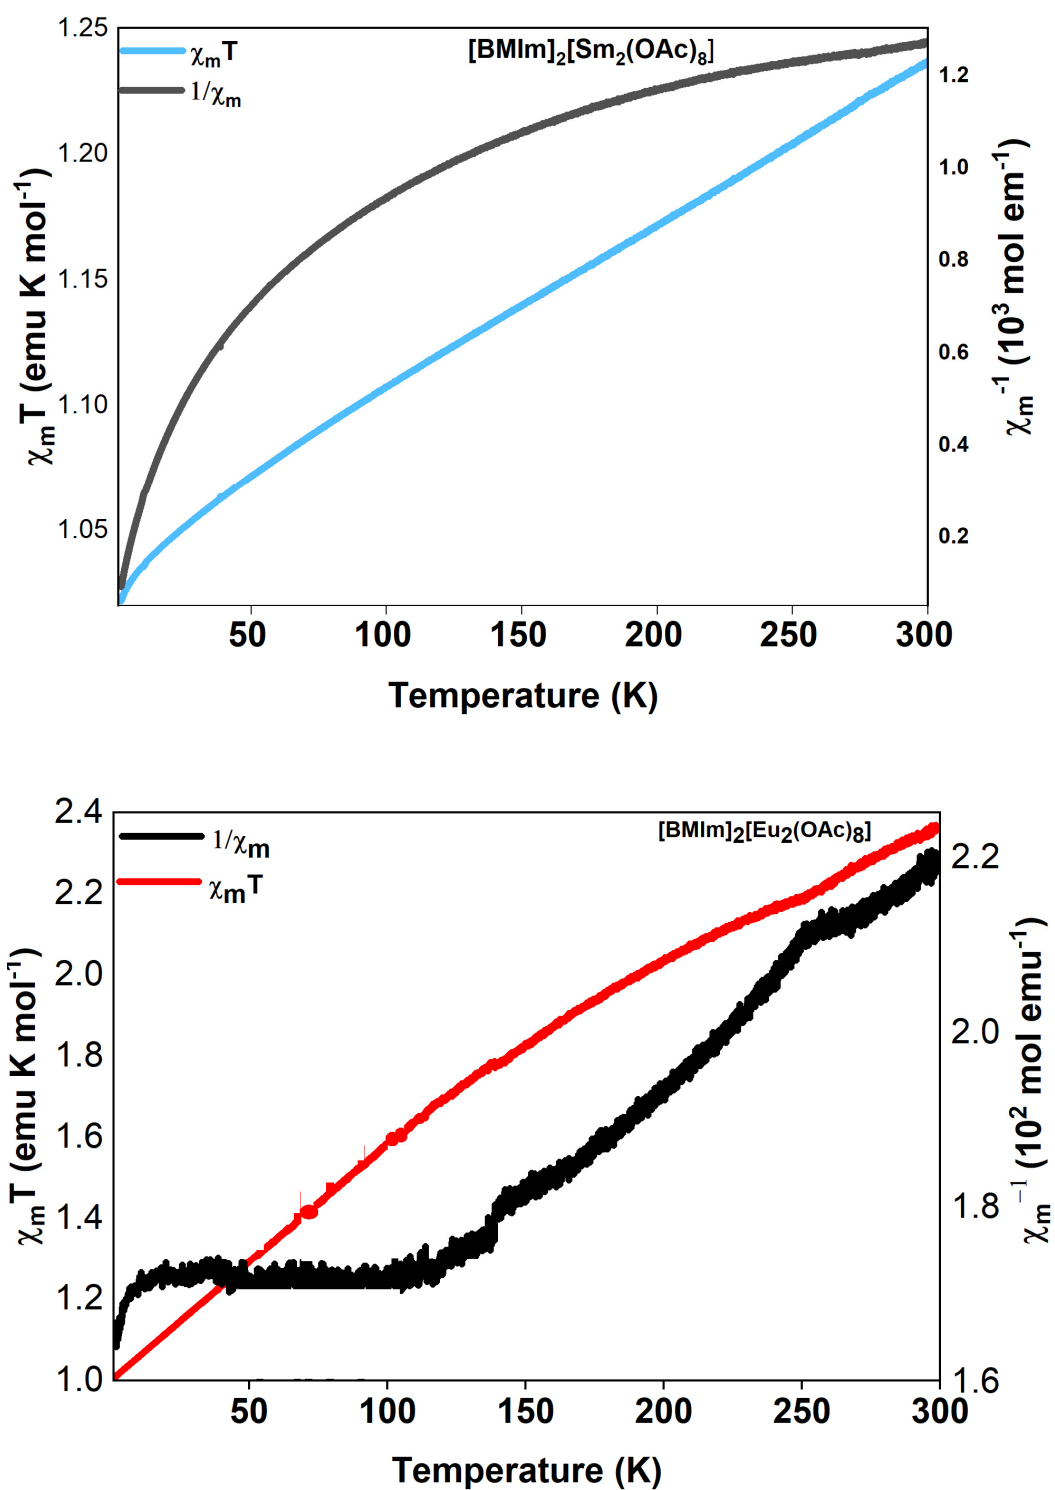 1.25
χmT
[BMIm]2[Sm2(OAc)8]
1/χm
1.2
1.20
1.0
1.15
0.8
0.6
1.10
0.4
1.05
0.2
χmT (emu K mol-1)
χm-1 (103 mol em-1)
50 100 150 200 250 300
Temperature (K)
2.4
1/χm
[BMIm]2[Eu2(OAc)8]
2.2
χmT
2.2
2.0
2.0
1.8
1.6
1.8
1.4
1.2
1.0
1.6
χmT (emu K mol-1)
χm−1 (102 mol emu-1)
50 100 150 200 250 300
Temperature (K)